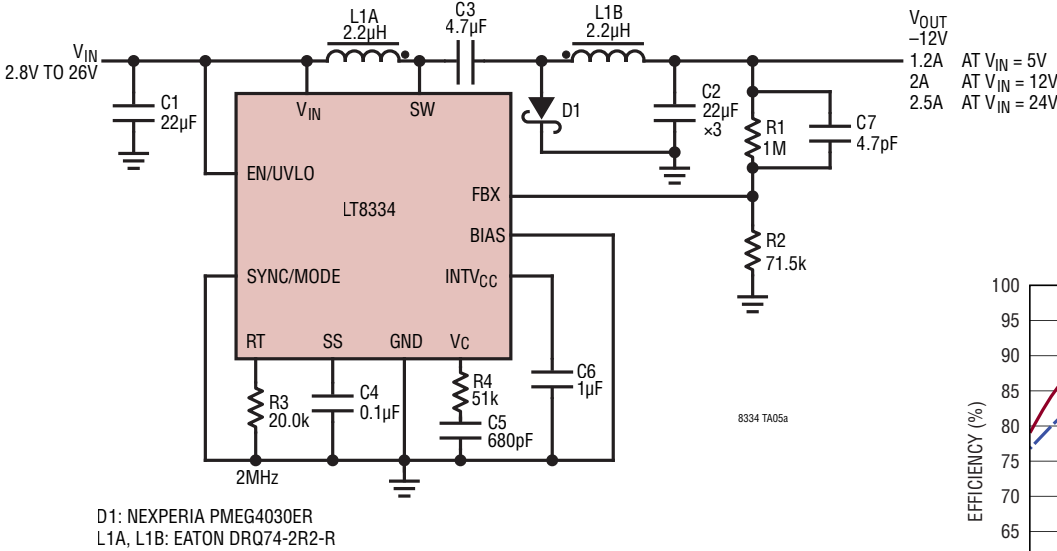 L1A
2.2µH
C3
4.7µF
L1B
2.2µH
VIN
2.8V TO 26V
VOUT
–12V
1.2A AT VIN = 5V
2A AT VIN = 12V
2.5A AT VIN = 24V
C1
22µF
VIN
SW
D1
C2
22µF
×3
R1
1M
C7
4.7pF
EN/UVLO
LT8334
FBX
BIAS
R2
71.5k
SYNC/MODE
INTVCC
RT
SS
GND
VC
R3
20.0k
C4
0.1µF
R4
51k
C5
680pF
C6
1µF
8334 TA05a
2MHz
D1: NEXPERIA PMEG4030ER
L1A, L1B: EATON DRQ74-2R2-R
100
95
90
85
80
75
70
65
EFFICIENCY (%)